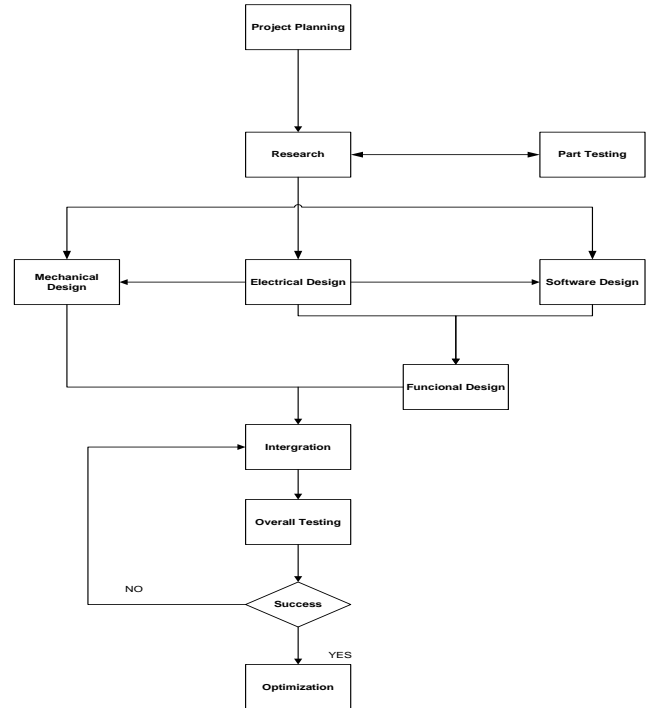 Project Planning
Research
Part Testing
Mechanical
Design
Electrical Design
Software Design
Funcional Design
Intergration
Overall Testing
NO
Success
YES
Optimization